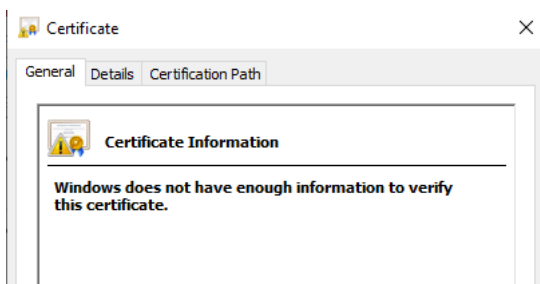 Certificate
General Details Certification Path
Certificate Information
Windows does not have enough information to verify
this certificate.